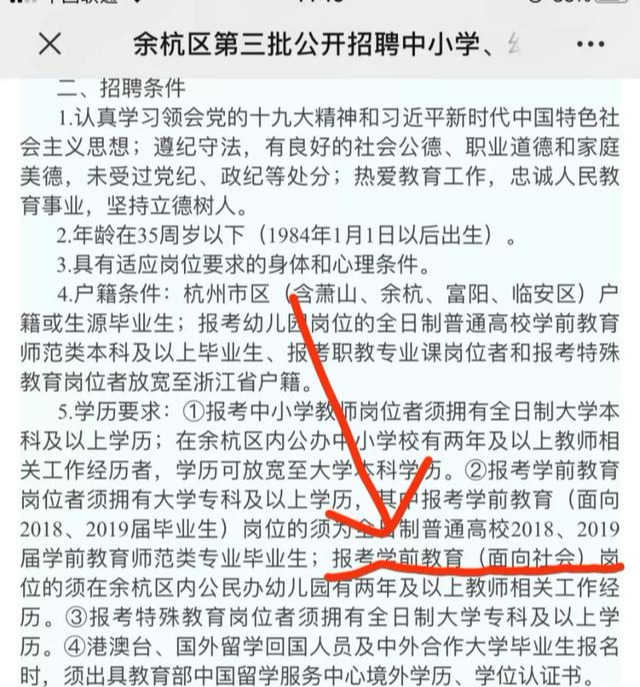 余杭区第三批公开招聘中小学、
二、招聘条件
1.认真学习领会党的十九大精神和习近平新时代中国特色社
会主义思想；遵纪守法，有良好的社会公德、职业道德和家庭
美德，未受过党纪、政纪等处分；热爱教育工作，忠诚人民教
育事业，坚持立德树人。
2.年龄在35周岁以下（1984年1月1日以后出生）。
3.具有适应岗位要求的身体和心理条件。
4.户籍条件：杭州市区（含萧山、余杭、富阳、临安区）户
籍或生源毕业生；报考幼儿园岗位的全日制普通高校学前教育
师范类本科及以上毕业生、报考职教专业课岗位者和报考特殊
教育岗位者放宽至浙江省户籍。
5.学历要求：①报考中小学教师岗位者须拥有全日制大学本
科及以上学历；在余杭区内公办中小学校有两年及以上教师相
关工作经历者，学历可放宽至大学本科学历。②报考学前教育
岗位者须拥有大学专科及以上学历，其中报考学前教育（面向
2018、2019届毕业生）岗位的须为全日制普通高校2018、2019
届学前教育师范类专业毕业生；报考学前教育（面向社会）岗
位的须在余杭区内公民办幼儿园有两年及以上教师相关工作经
历。③报考特殊教育岗位者须拥有全日制大学专科及以上学
历。④港澳台、国外留学回国人员及中外合作大学毕业生报名
时，须出具教育部中国留学服务中心境外学历、学位认证书。